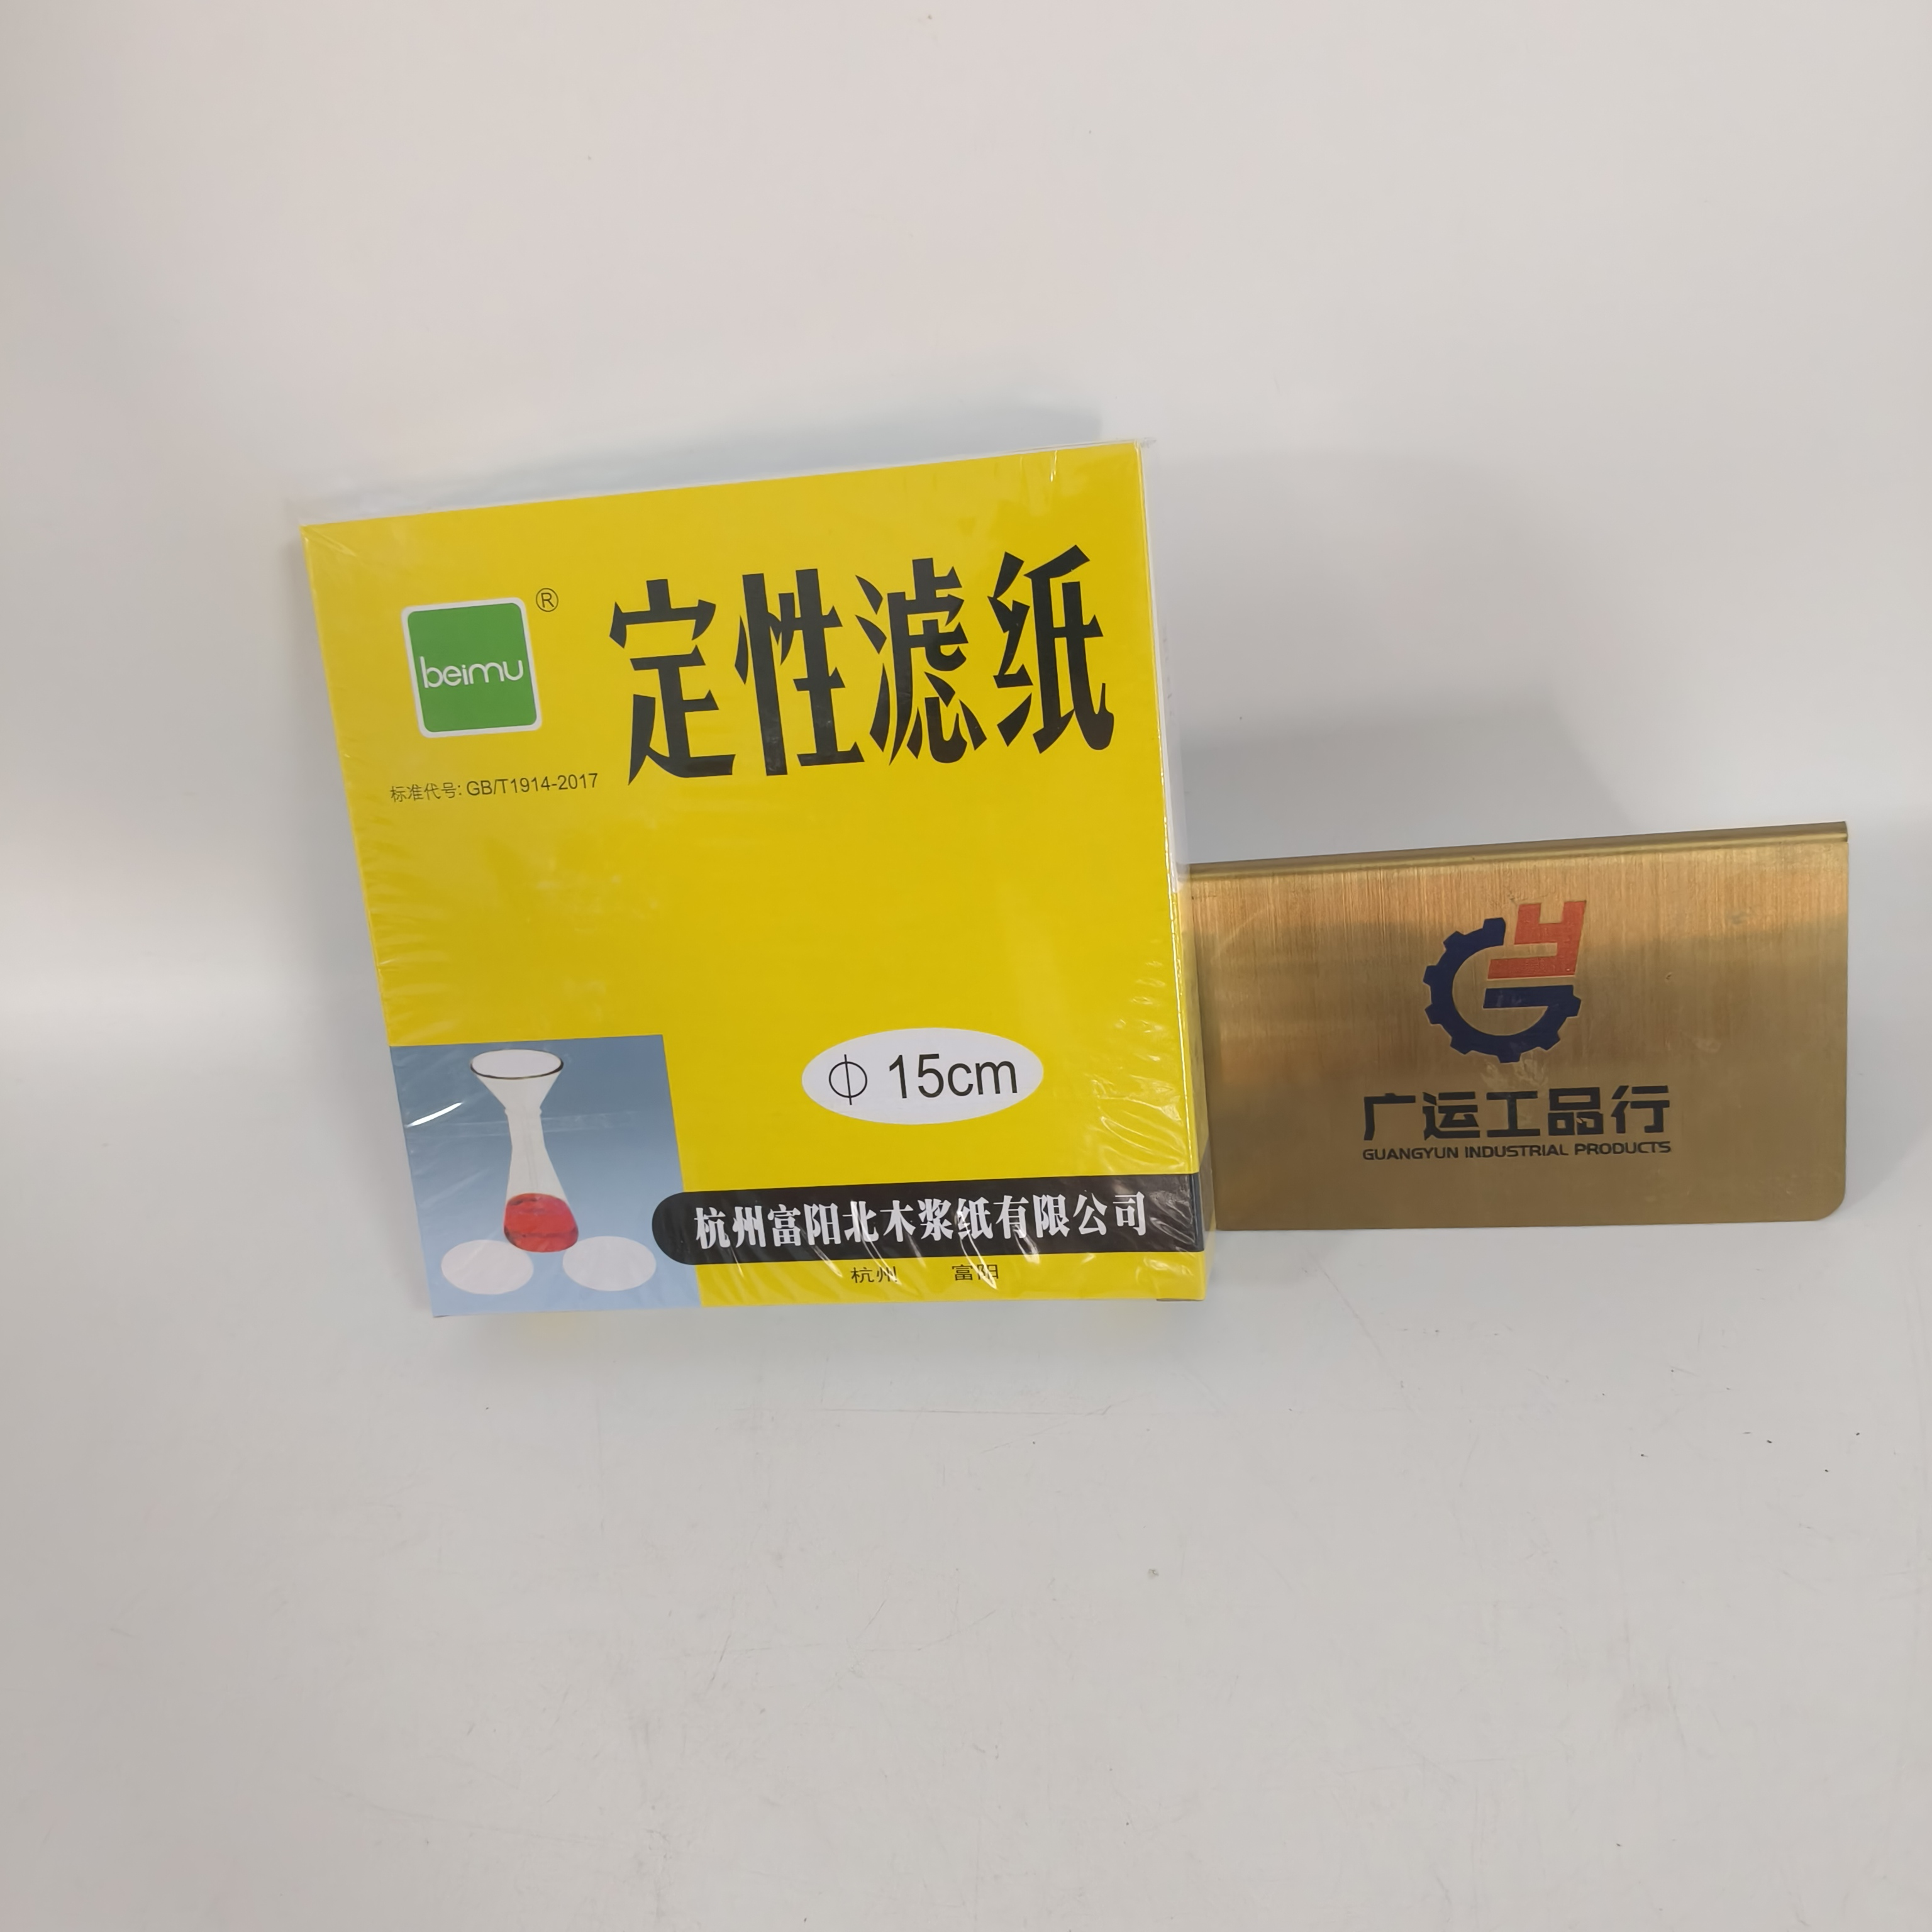 beimu
®
定性滤纸
标准代号: GB/T1914-2017
Φ 15cm
杭州富阳北木浆纸有限公司
杭州 富阳
GY
广运工品行
GUANGYUN INDUSTRIAL PRODUCTS